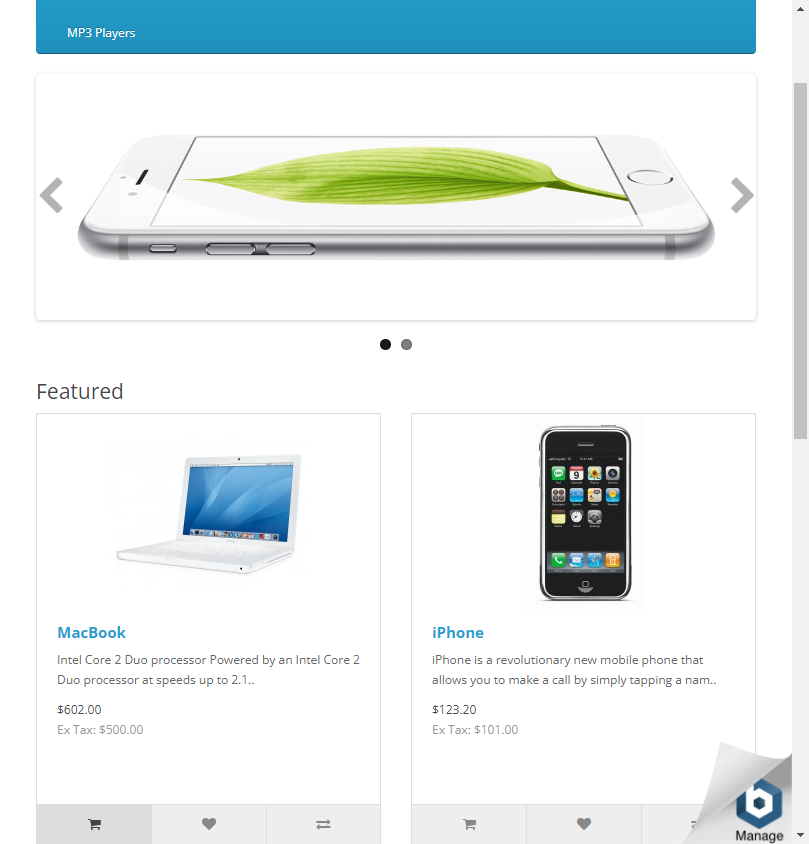 MP3 Players
Featured
MacBook
Intel Core 2 Duo processor Powered by an Intel Core 2
Duo processor at speeds up to 2.1..
$602.00
Ex Tax: $500.00
iPhone
iPhone is a revolutionary new mobile phone that
allows you to make a call by simply tapping a nam..
$123.20
Ex Tax: $101.00
Manage